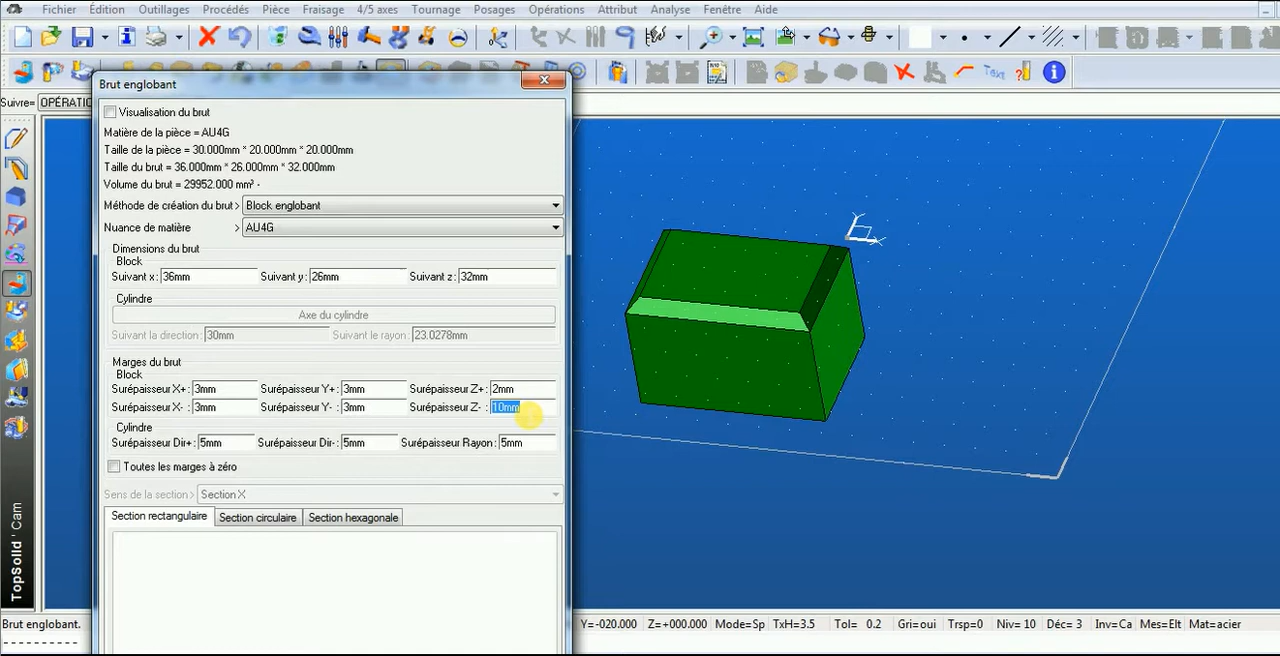 Fichier Édition Outillages Procédés Pièce Fraisage 4/5 axes Tournage Posages Opérations Attribut Analyse Fenêtre Aide
Text
Suivre= OPÉRATIO
Brut englobant
Visualisation du brut
Matière de la pièce = AU4G
Taille de la pièce = 30.000mm * 20.000mm * 20.000mm
Taille du brut = 36.000mm * 26.000mm * 32.000mm
Volume du brut = 29952.000 mm³ -
Méthode de création du brut > Block englobant
Nuance de matière > AU4G
Dimensions du brut
Block
Suivant x : 36mm Suivant y : 26mm Suivant z : 32mm
Cylindre
Axe du cylindre
Suivant la direction : 30mm Suivant le rayon : 23.0278mm
Marges du brut
Block
Surépaisseur X+ : 3mm Surépaisseur Y+ : 3mm Surépaisseur Z+ : 2mm
Surépaisseur X- : 3mm Surépaisseur Y- : 3mm Surépaisseur Z- : 10mm
Cylindre
Surépaisseur Dir+ : 5mm Surépaisseur Dir- : 5mm Surépaisseur Rayon : 5mm
Toutes les marges à zéro
Sens de la section > Section X
Section rectangulaire Section circulaire Section hexagonale
TopSolid'Cam
Brut englobant. Y=-020.000 Z=+000.000 Mode=Sp TxH=3.5 Tol= 0.2 Gri=oui Trsp=0 Niv= 10 Déc= 3 Inv=Ca Mes=Elt Mat=acier